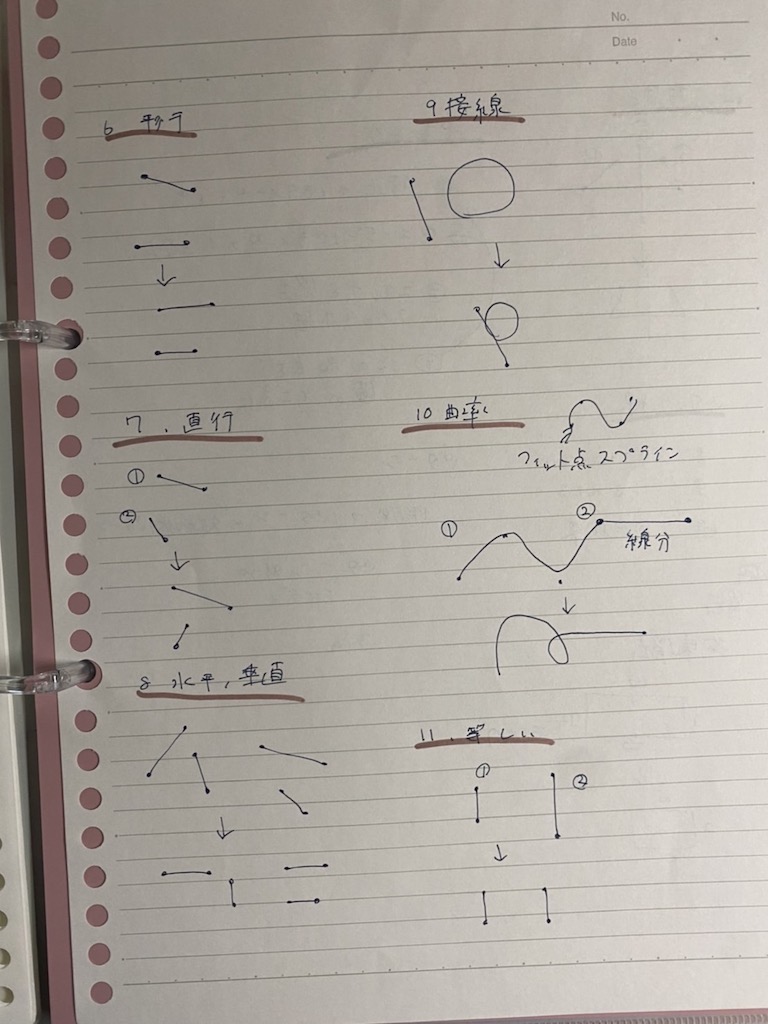 No.
Date
6 平行
7. 直行
①
②
8 水平, 垂直
9 接線
10 曲率
フィット点 スプライン
①
②
線分
11. 等しい
①
②